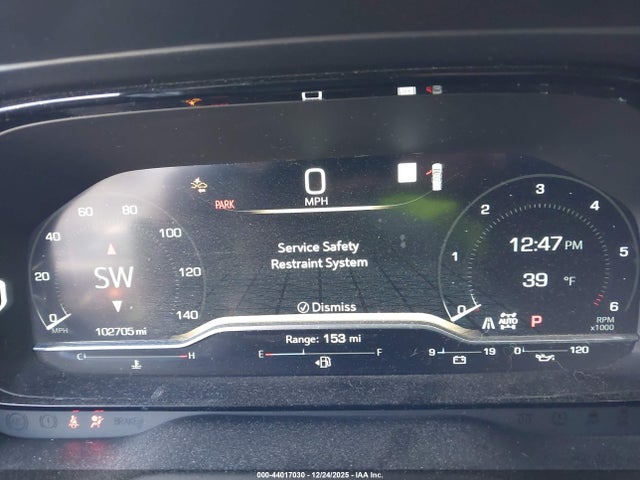 0
MPH
PARK
60 80
40 100
20 120
0 140
SW
MPH
102705 mi
Service Safety
Restraint System
Dismiss
Range: 153 mi
3
2 4
1 5
0 6
12:47 PM
39 °F
AUTO P
RPM
x1000
C H
E F
9 19
0 120
BRAKE
000-44017030 - 12/24/2025 - IAA Inc.